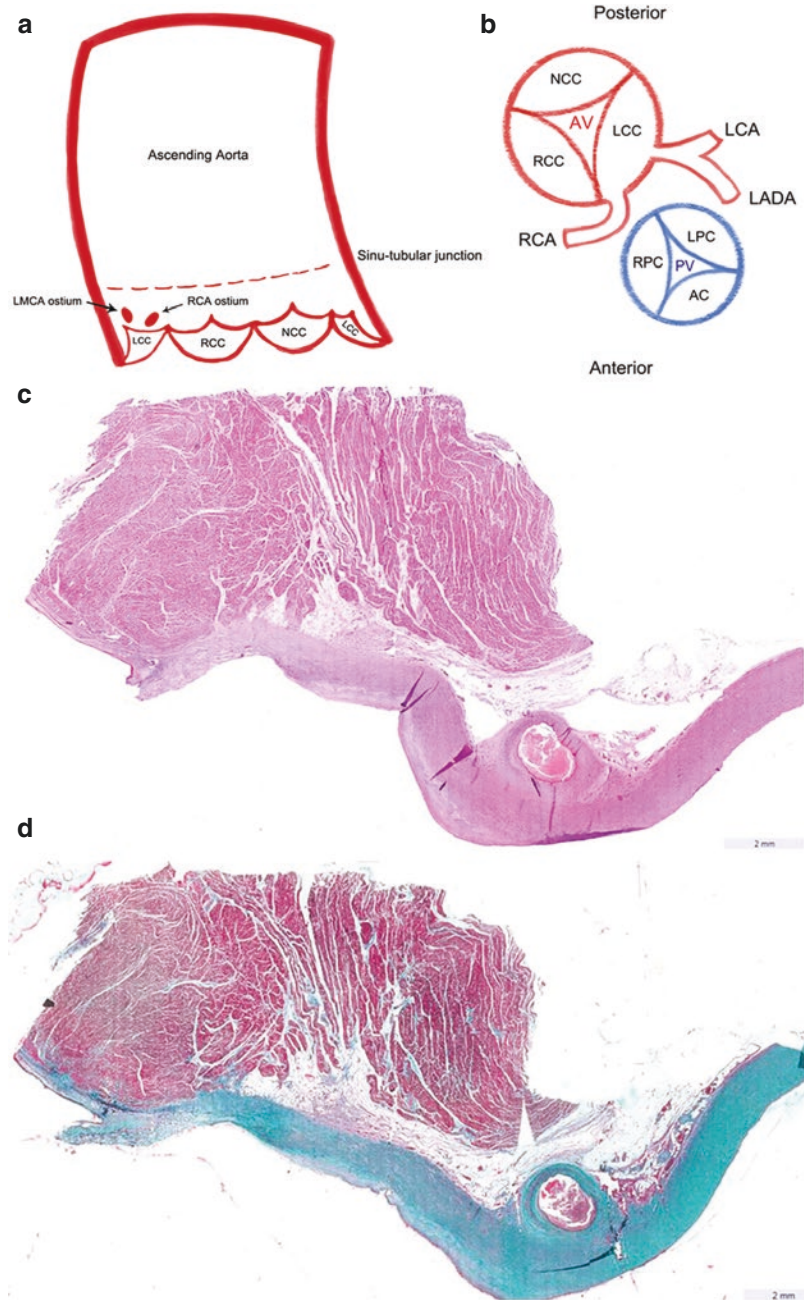 a
Ascending Aorta
Sinu-tubular junction
LMCA ostium
RCA ostium
LCC
RCC
NCC
LCC
b
Posterior
NCC
AV
LCC
RCC
LCA
LADA
RCA
LPC
RPC
PV
AC
Anterior
c
2 mm
d
2 mm